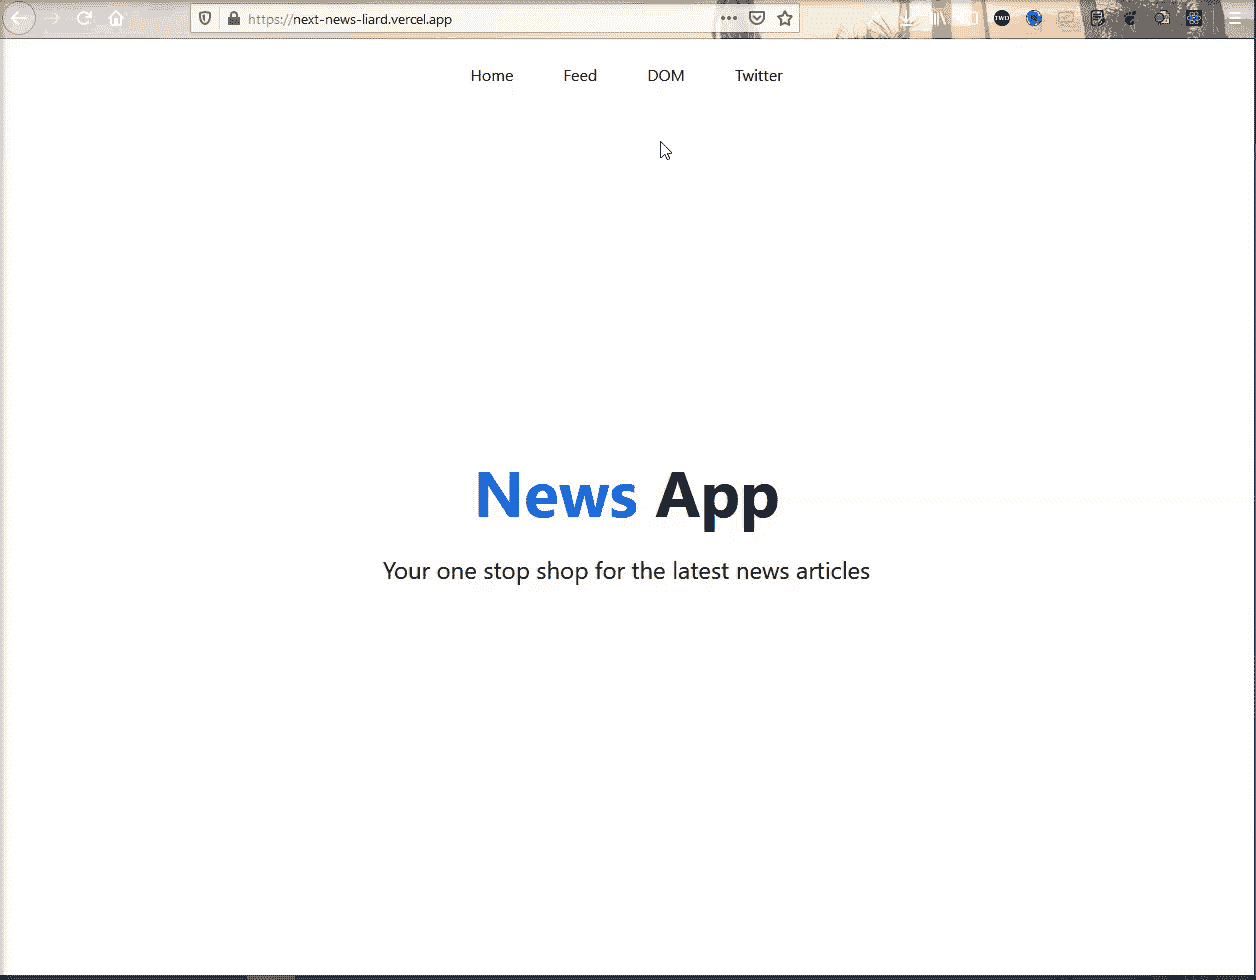 https://next-news-liard.vercel.app
TWD
Home Feed DOM Twitter
News App
Your one stop shop for the latest news articles